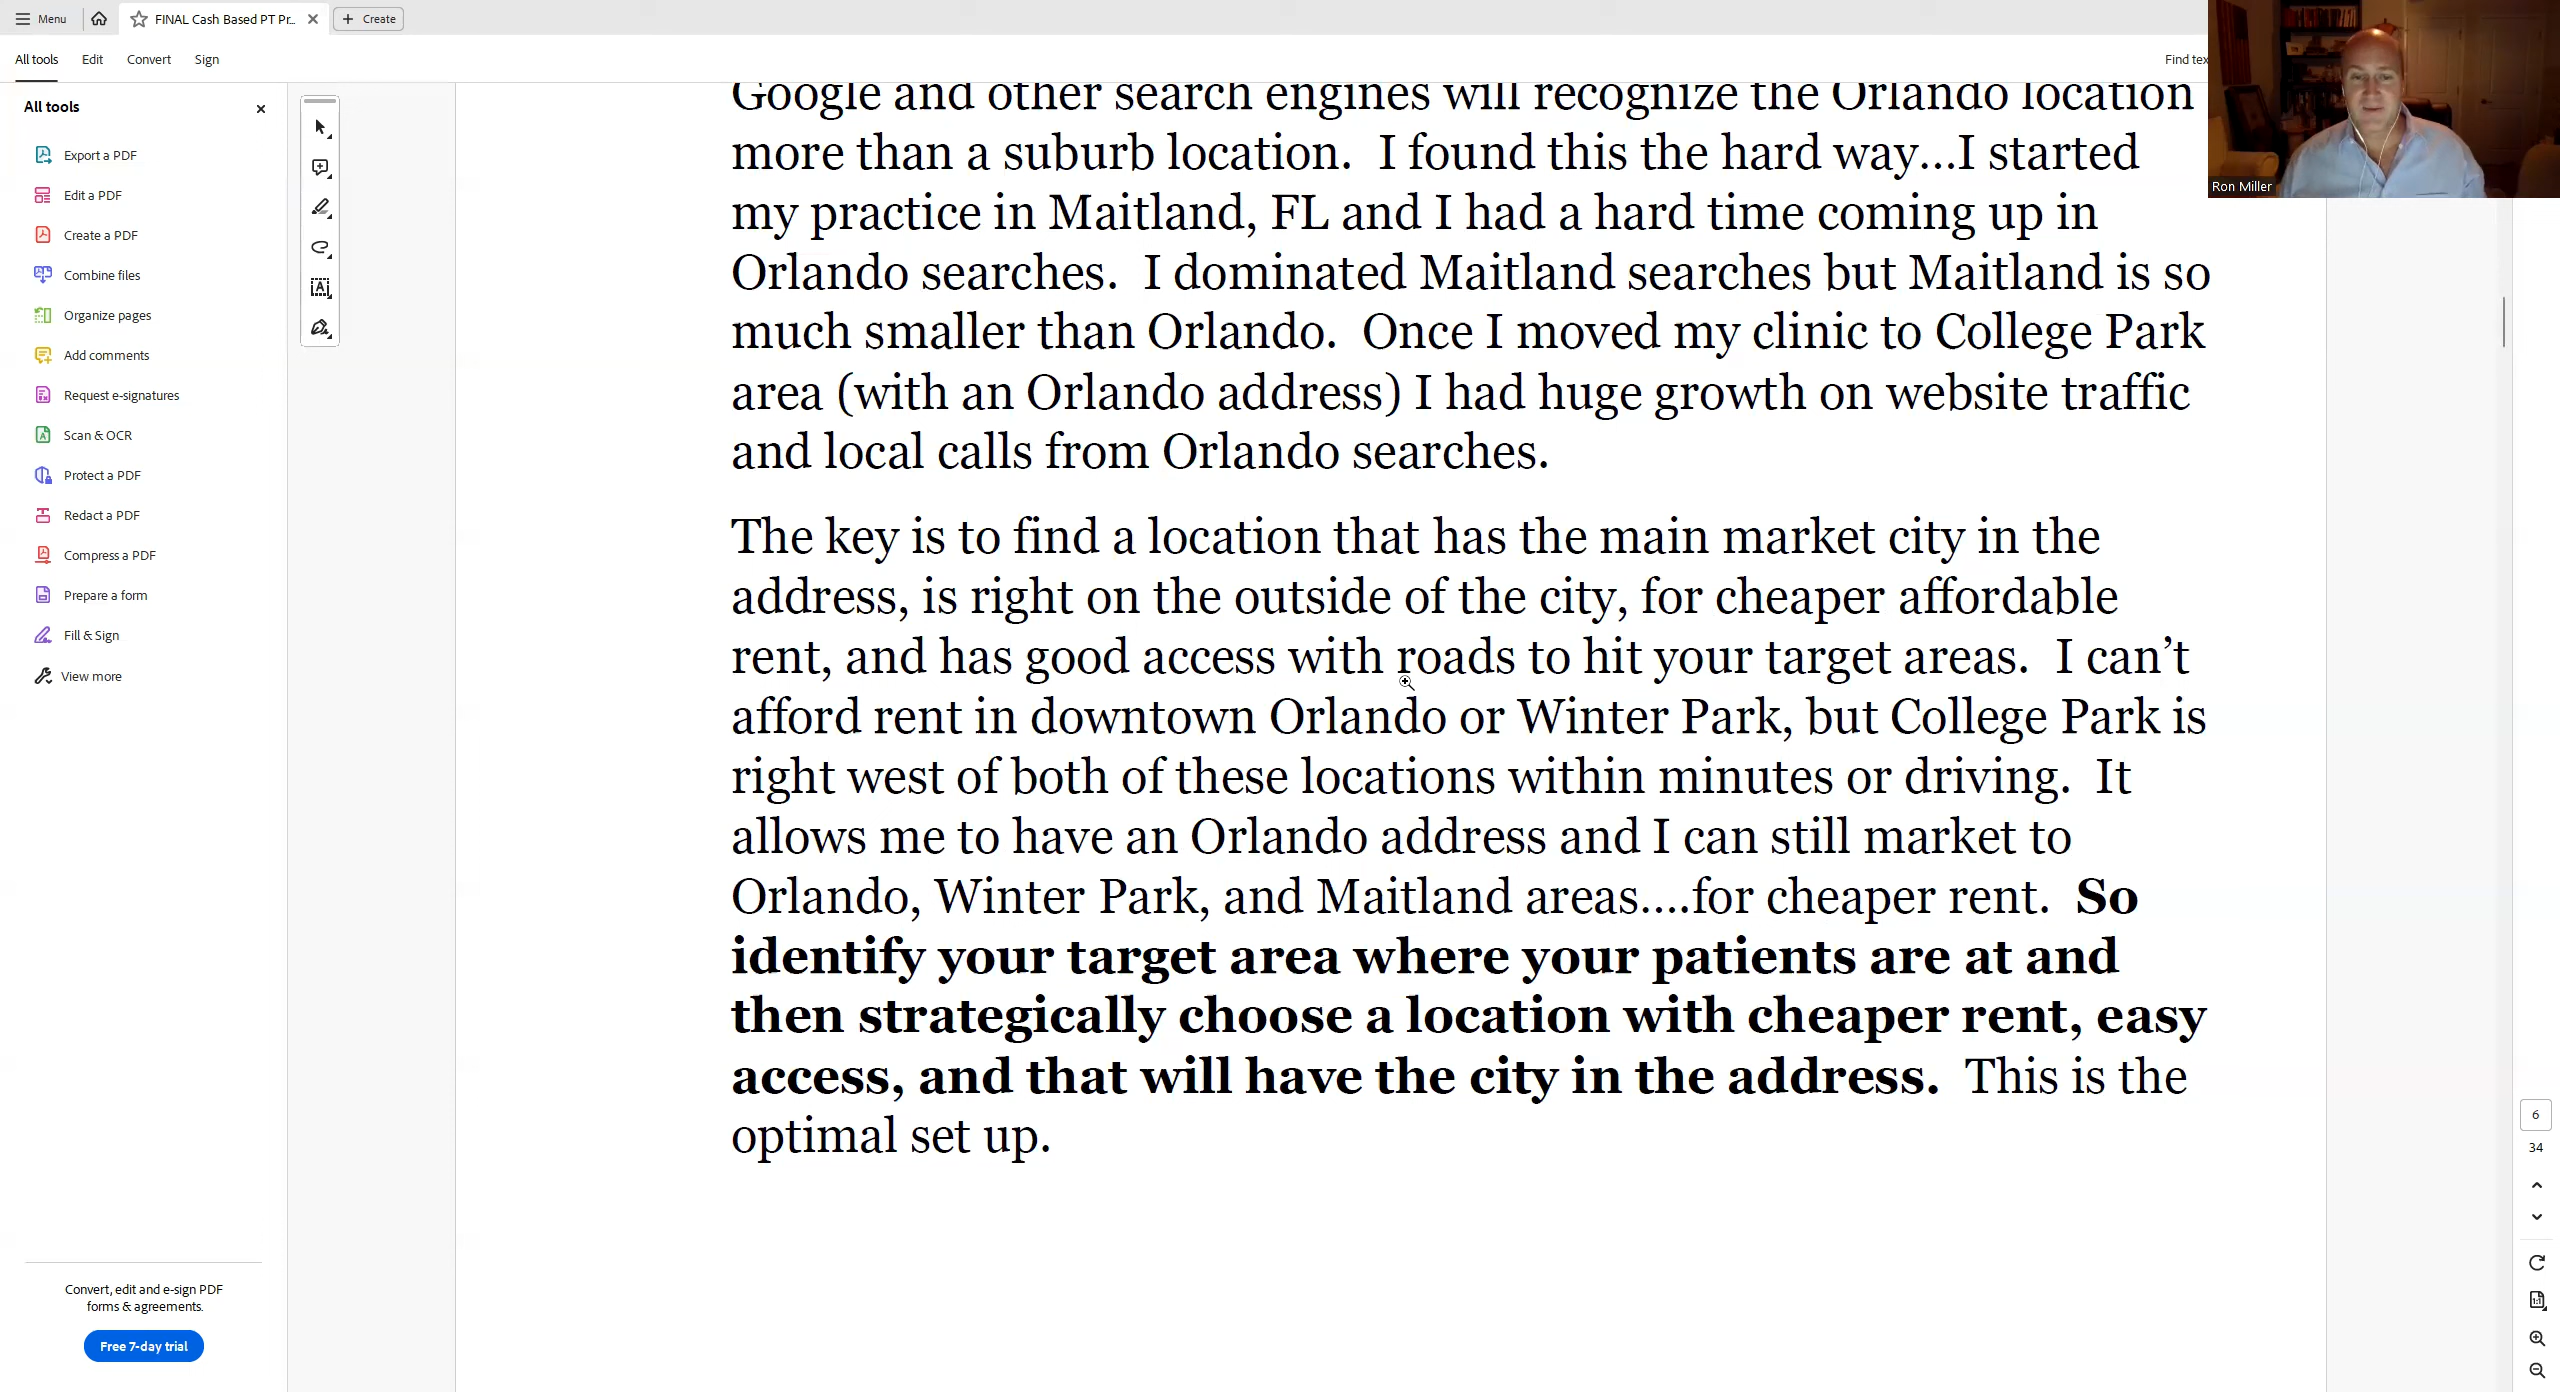 Menu
FINAL Cash Based PT Pr...
Create
All tools
Edit
Convert
Sign
Find tex
Ron Miller
All tools
Export a PDF
Edit a PDF
Create a PDF
Combine files
Organize pages
Add comments
Request e-signatures
Scan & OCR
Protect a PDF
Redact a PDF
Compress a PDF
Prepare a form
Fill & Sign
View more
Convert, edit and e-sign PDF
forms & agreements.
Free 7-day trial
Google and other search engines will recognize the Orlando location
more than a suburb location.  I found this the hard way...I started
my practice in Maitland, FL and I had a hard time coming up in
Orlando searches.  I dominated Maitland searches but Maitland is so
much smaller than Orlando.  Once I moved my clinic to College Park
area (with an Orlando address) I had huge growth on website traffic
and local calls from Orlando searches.
The key is to find a location that has the main market city in the
address, is right on the outside of the city, for cheaper affordable
rent, and has good access with roads to hit your target areas.  I can’t
afford rent in downtown Orlando or Winter Park, but College Park is
right west of both of these locations within minutes or driving.  It
allows me to have an Orlando address and I can still market to
Orlando, Winter Park, and Maitland areas....for cheaper rent.  So
identify your target area where your patients are at and
then strategically choose a location with cheaper rent, easy
access, and that will have the city in the address.  This is the
optimal set up.
6
34